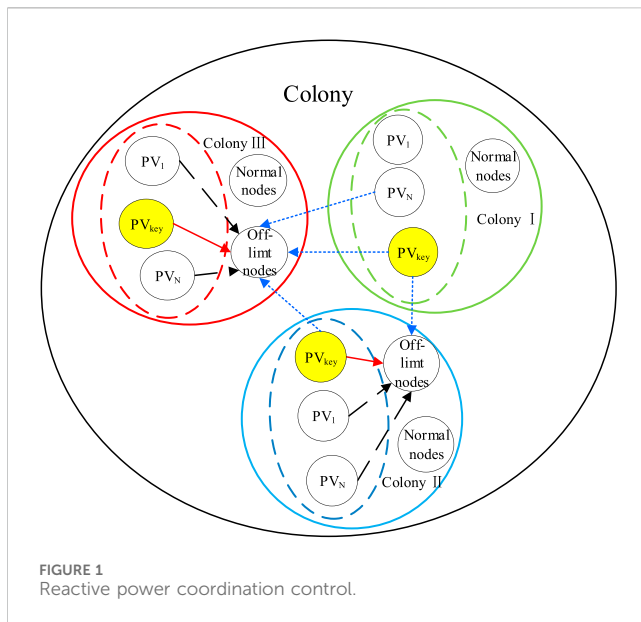 Colony
Colony III
PV1
Normal
nodes
PVkey
Off-
limt
nodes
PVN
PV1
Normal
nodes
PVN
Colony I
PVkey
PVkey
Off-
limt
nodes
PV1
Normal
nodes
PVN
Colony II
FIGURE 1
Reactive power coordination control.